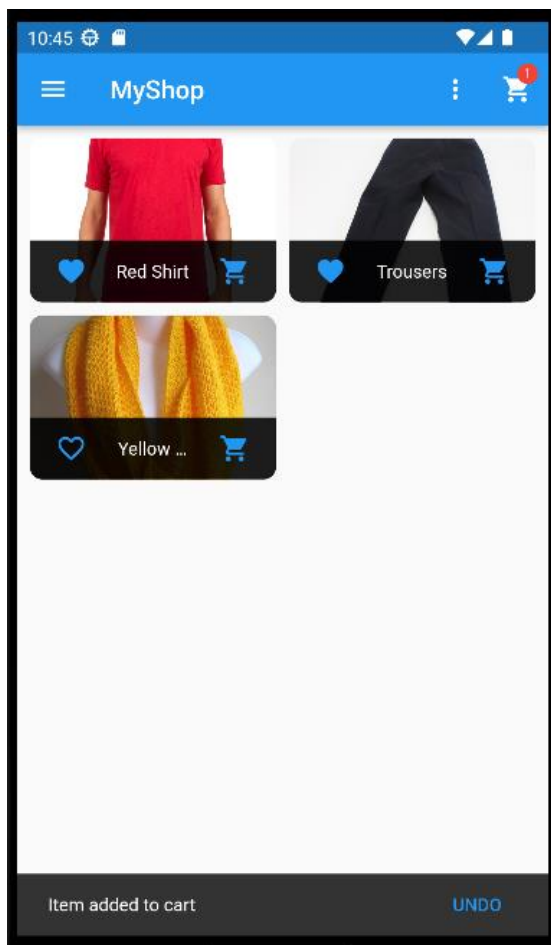 10:45
MyShop
1
Red Shirt
Trousers
Yellow ...
Item added to cart UNDO